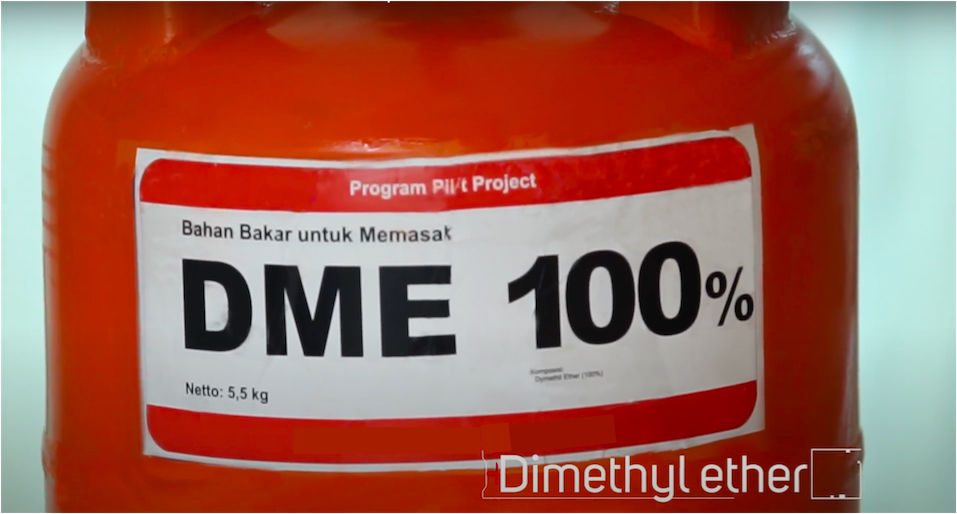 Program Pilot Project
Bahan Bakar untuk Memasak
DME 100%
Komposisi:
Dymethil Ether (100%)
Netto: 5,5 kg
Dimethyl ether